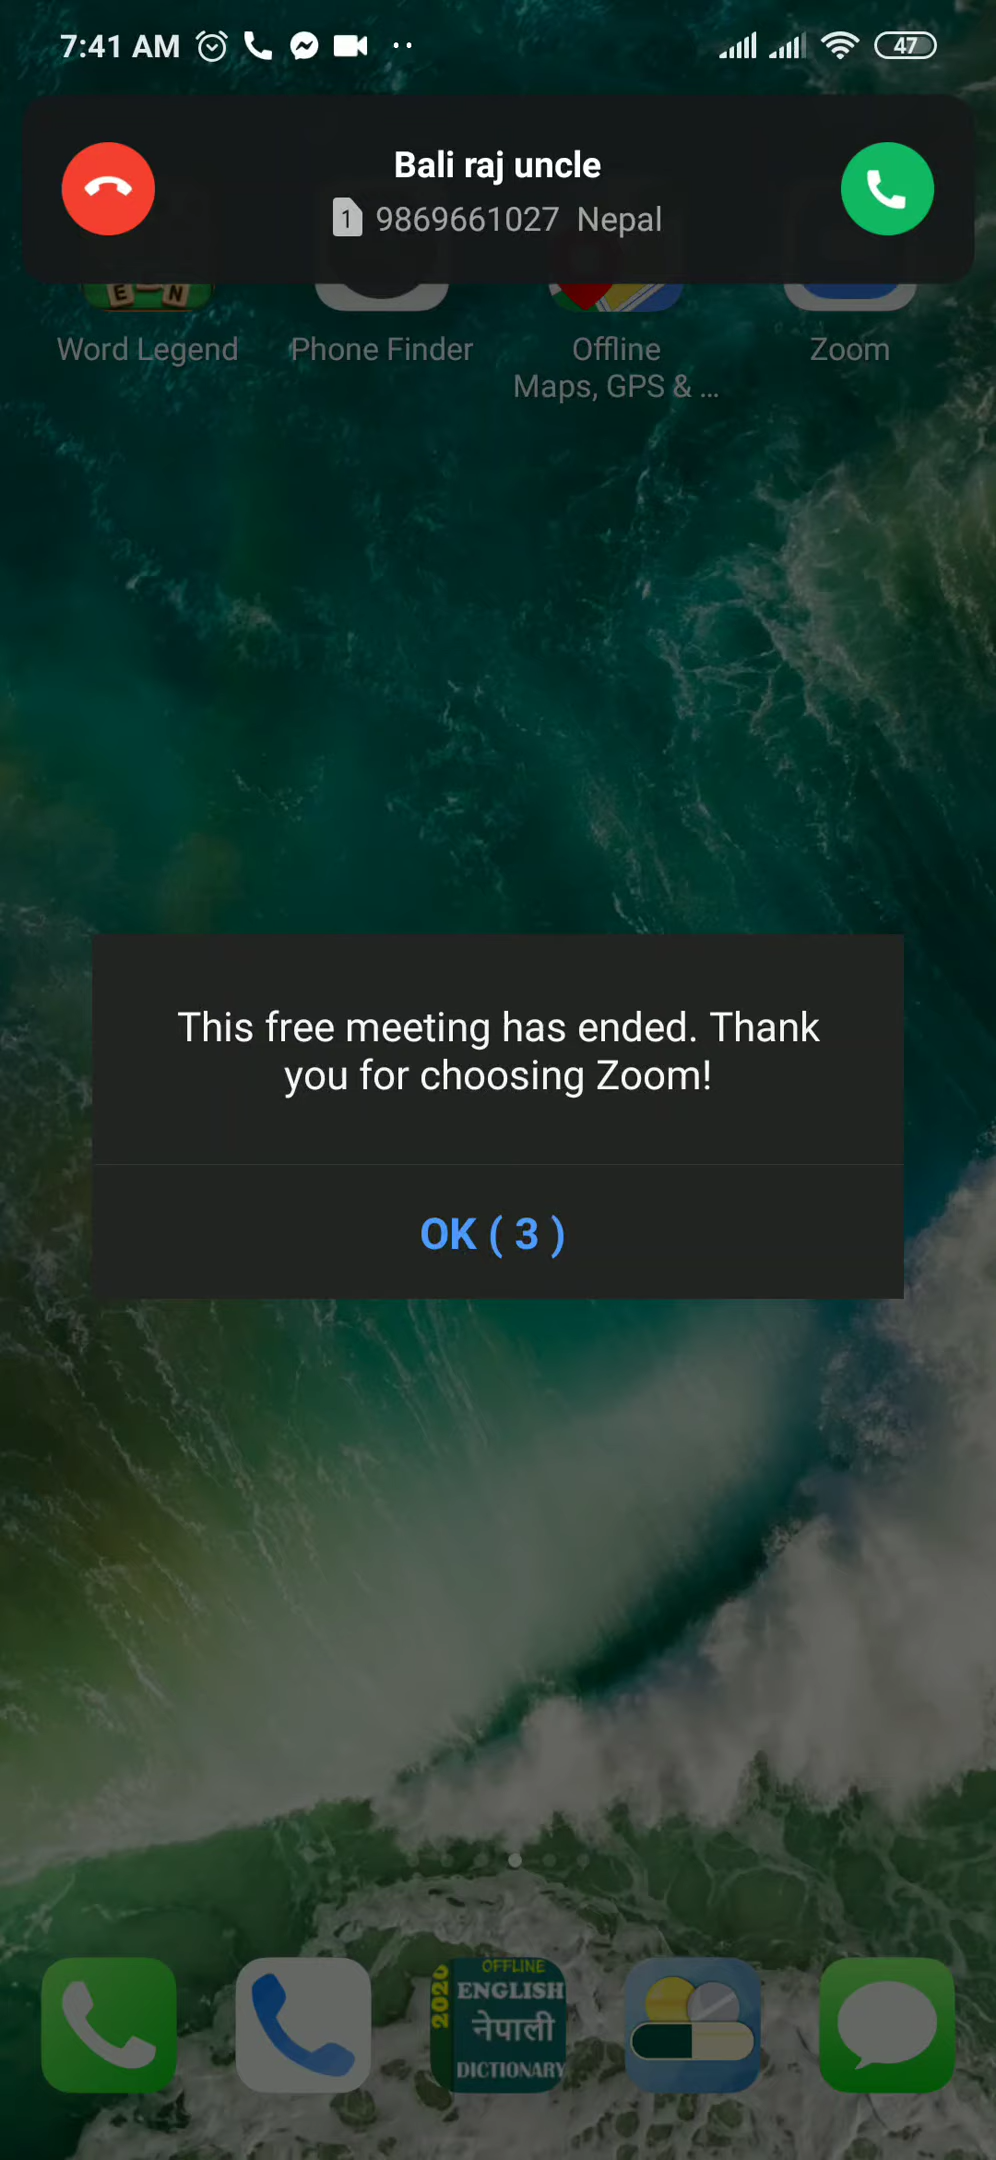 7:41 AM
47
Bali raj uncle
1 9869661027 Nepal
E N
Word Legend
Phone Finder
Offline
Maps, GPS & ...
Zoom
This free meeting has ended. Thank
you for choosing Zoom!
OK ( 3 )
2020
OFFLINE
ENGLISH
नेपाली
DICTIONARY